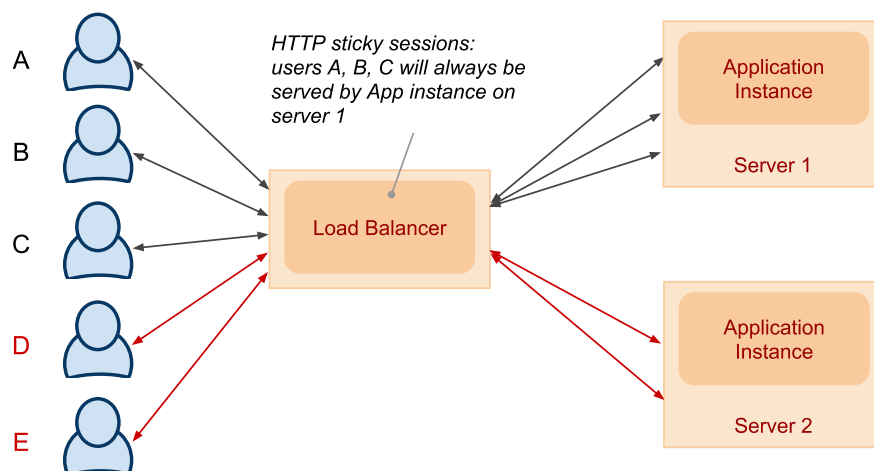 A
B
C
D
E
HTTP sticky sessions:
users A, B, C will always be
served by App instance on
server 1
Load Balancer
Application
Instance
Server 1
Application
Instance
Server 2